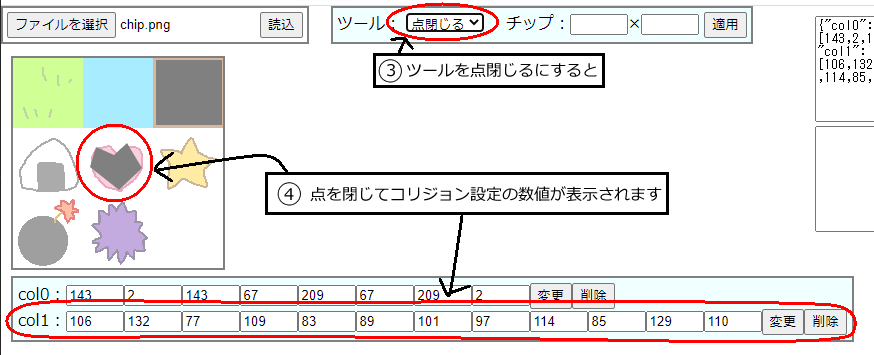 ファイルを選択 chip.png 読込
ツール： 点閉じる チップ： × 適用
{"col0":
[143,2,1
"col1":
[106,132
,114,85,
③ツールを点閉じるにすると
④ 点を閉じてコリジョン設定の数値が表示されます
col0： 143 2 143 67 209 67 209 2 変更 削除
col1： 106 132 77 109 83 89 101 97 114 85 129 110 変更 削除